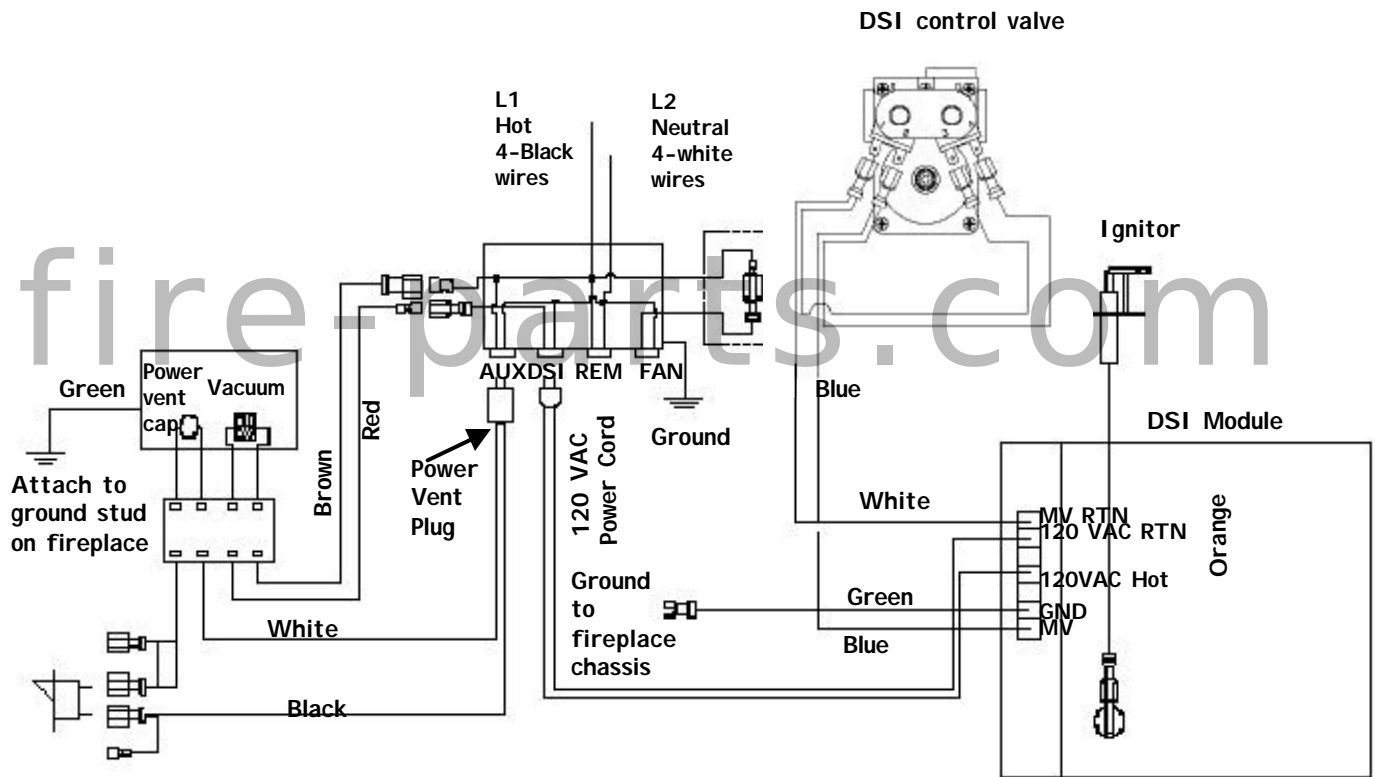 DSI control valve
L1
Hot
4-Black
wires
L2
Neutral
4-white
wires
Ignitor
fire-parts.com
AUX
DSI
REM
FAN
Green
Power
vent
cap
Vacuum
Blue
Red
Brown
Ground
DSI Module
Attach to
ground stud
on fireplace
Power
Vent
Plug
120 VAC
Power Cord
White
MV RTN
120 VAC RTN
Orange
120VAC Hot
Ground
to
fireplace
chassis
Green
GND
MV
Blue
White
Black